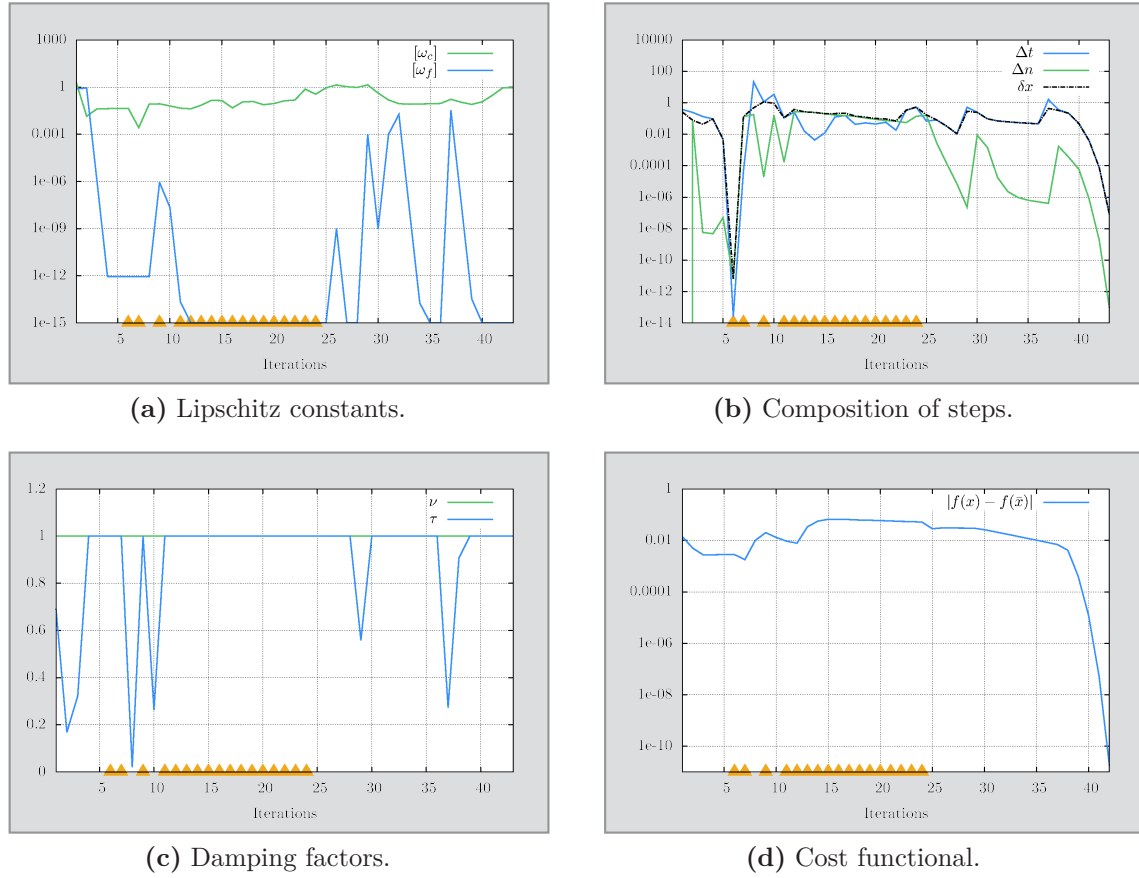 1000
1
0.001
1e-06
1e-09
1e-12
1e-15
[ω_c]
[ω_f]
5 10 15 20 25 30 35 40
Iterations
(a) Lipschitz constants.
10000
100
1
0.01
0.0001
1e-06
1e-08
1e-10
1e-12
1e-14
Δt
Δn
δx
5 10 15 20 25 30 35 40
Iterations
(b) Composition of steps.
1.2
1
0.8
0.6
0.4
0.2
0
ν
τ
5 10 15 20 25 30 35 40
Iterations
(c) Damping factors.
1
0.01
0.0001
1e-06
1e-08
1e-10
|f(x) − f(x̄)|
5 10 15 20 25 30 35 40
Iterations
(d) Cost functional.